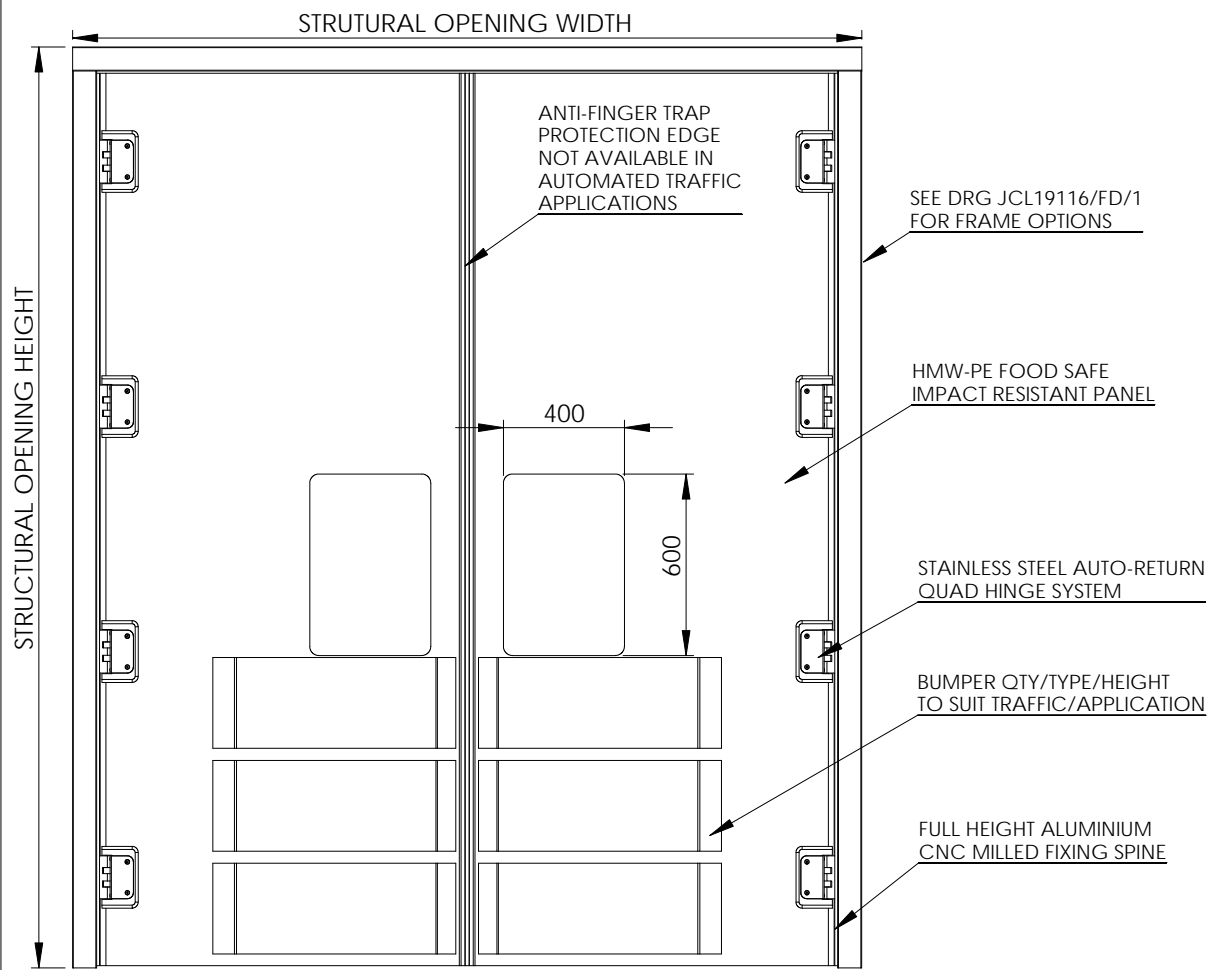 STRUTURAL OPENING WIDTH
STRUCTURAL OPENING HEIGHT
ANTI-FINGER TRAP
PROTECTION EDGE
NOT AVAILABLE IN
AUTOMATED TRAFFIC
APPLICATIONS
SEE DRG JCL19116/FD/1
FOR FRAME OPTIONS
HMW-PE FOOD SAFE
IMPACT RESISTANT PANEL
400
600
STAINLESS STEEL AUTO-RETURN
QUAD HINGE SYSTEM
BUMPER QTY/TYPE/HEIGHT
TO SUIT TRAFFIC/APPLICATION
FULL HEIGHT ALUMINIUM
CNC MILLED FIXING SPINE